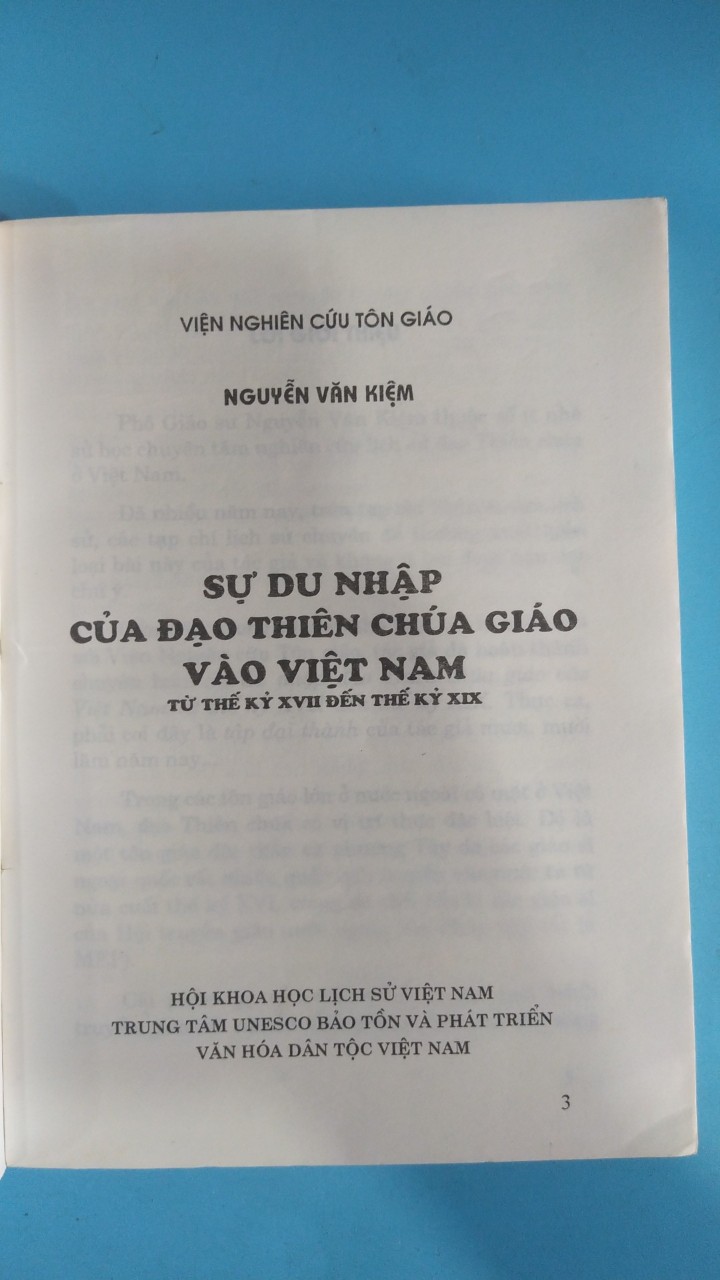 VIỆN NGHIÊN CỨU TÔN GIÁO
NGUYỄN VĂN KIỆM
SỰ DU NHẬP
CỦA ĐẠO THIÊN CHÚA GIÁO
VÀO VIỆT NAM
TỪ THẾ KỶ XVII ĐẾN THẾ KỶ XIX
HỘI KHOA HỌC LỊCH SỬ VIỆT NAM
TRUNG TÂM UNESCO BẢO TỒN VÀ PHÁT TRIỂN
VĂN HÓA DÂN TỘC VIỆT NAM
3